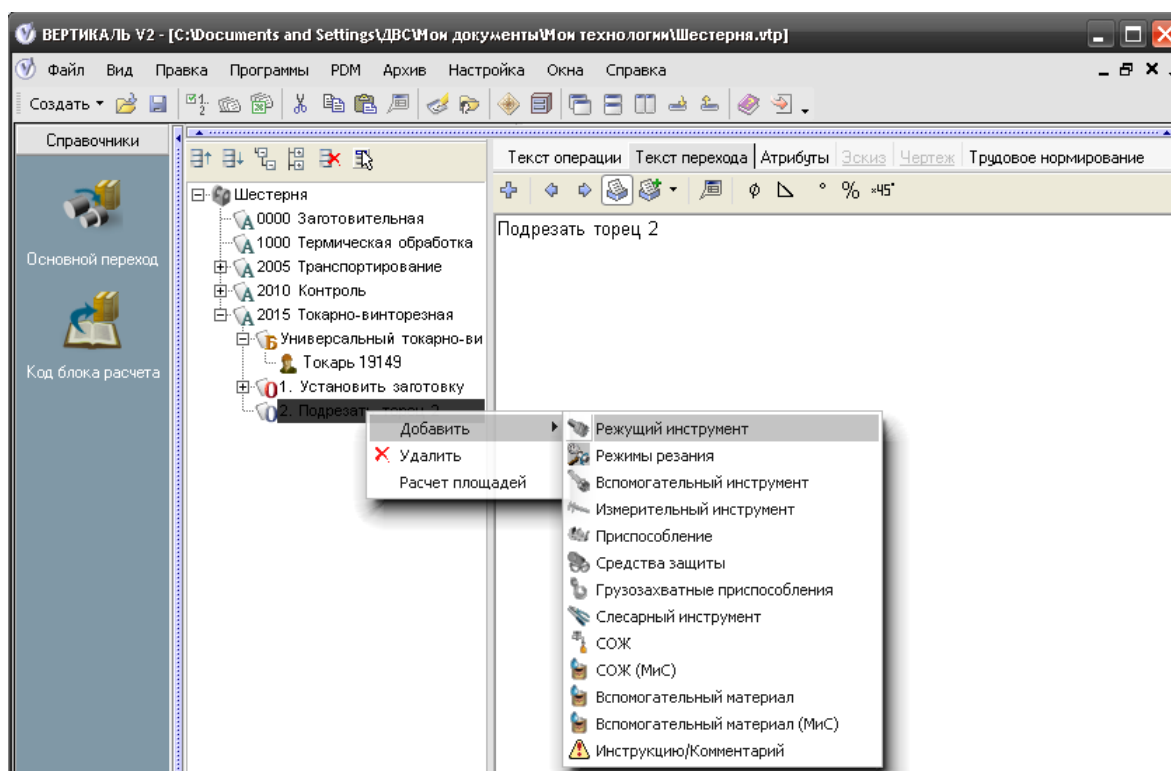 ВЕРТИКАЛЬ V2 - [C:\Documents and Settings\ДВС\Мои документы\Мои технологии\Шестерня.vtp]
Файл Вид Правка Программы PDM Архив Настройка Окна Справка
Создать
Справочники
Основной переход
Код блока расчета
Шестерня
0000 Заготовительная
1000 Термическая обработка
2005 Транспортирование
2010 Контроль
2015 Токарно-винторезная
Универсальный токарно-ви
Токарь 19149
1. Установить заготовку
2. Подрезать торец 2
Текст операции Текст перехода Атрибуты Эскиз Чертеж Трудовое нормирование
φ ° % ×45°
Подрезать торец 2
Добавить
Удалить
Расчет площадей
Режущий инструмент
Режимы резания
Вспомогательный инструмент
Измерительный инструмент
Приспособление
Средства защиты
Грузозахватные приспособления
Слесарный инструмент
СОЖ
СОЖ (МиС)
Вспомогательный материал
Вспомогательный материал (МиС)
Инструкцию/Комментарий